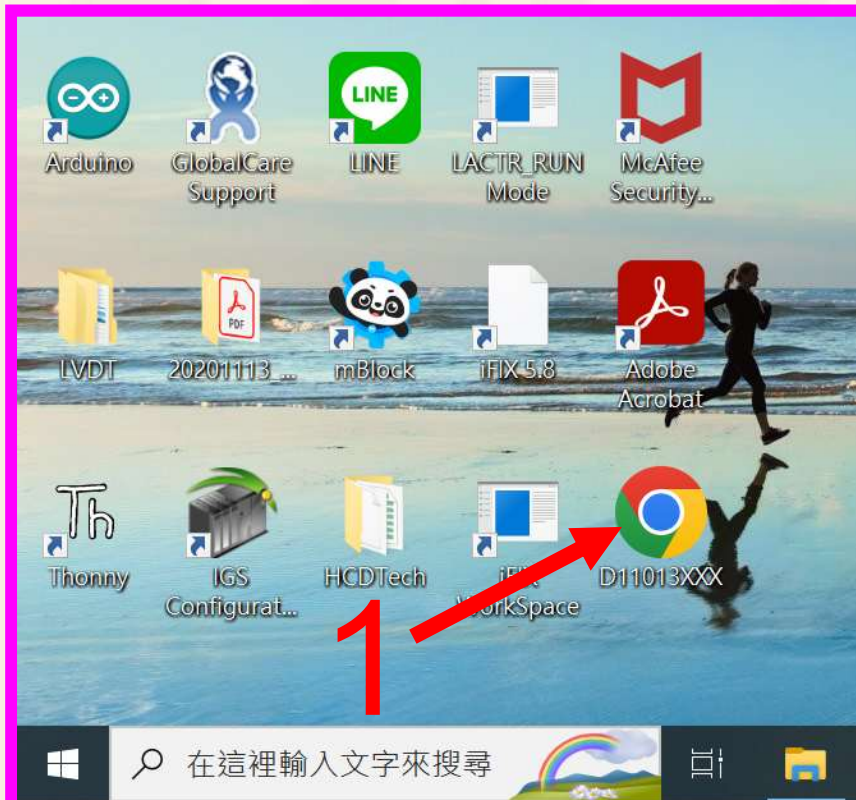 LINE
Arduino
GlobalCare
Support
LINE
LACTR_RUN
Mode
McAfee
Security...
PDF
LVDT
20201113_...
mBlock
iFIX 5.8
Adobe
Acrobat
Th
Thonny
IGS
Configurat...
HCDTech
iFIX
WorkSpace
D11013XXX
1
在這裡輸入文字來搜尋